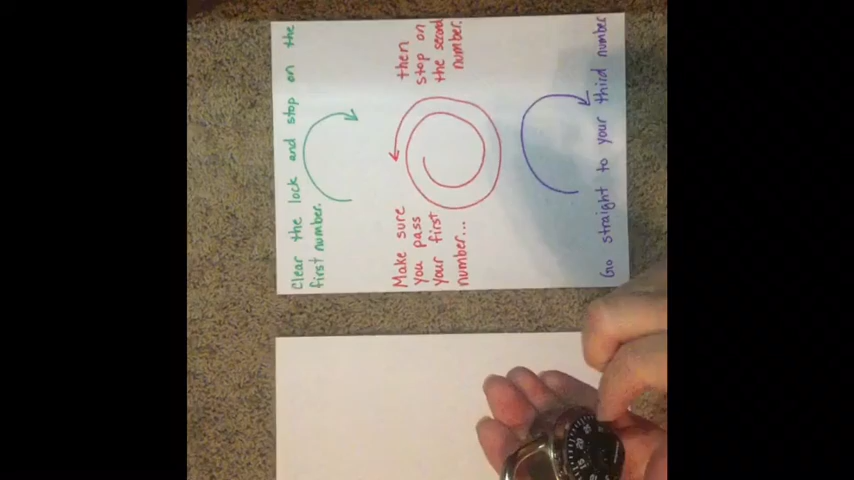 Clear the lock and stop on the
first number.
Make sure
you pass
your first
number...
then
stop on
the second
number.
Go straight to your third number